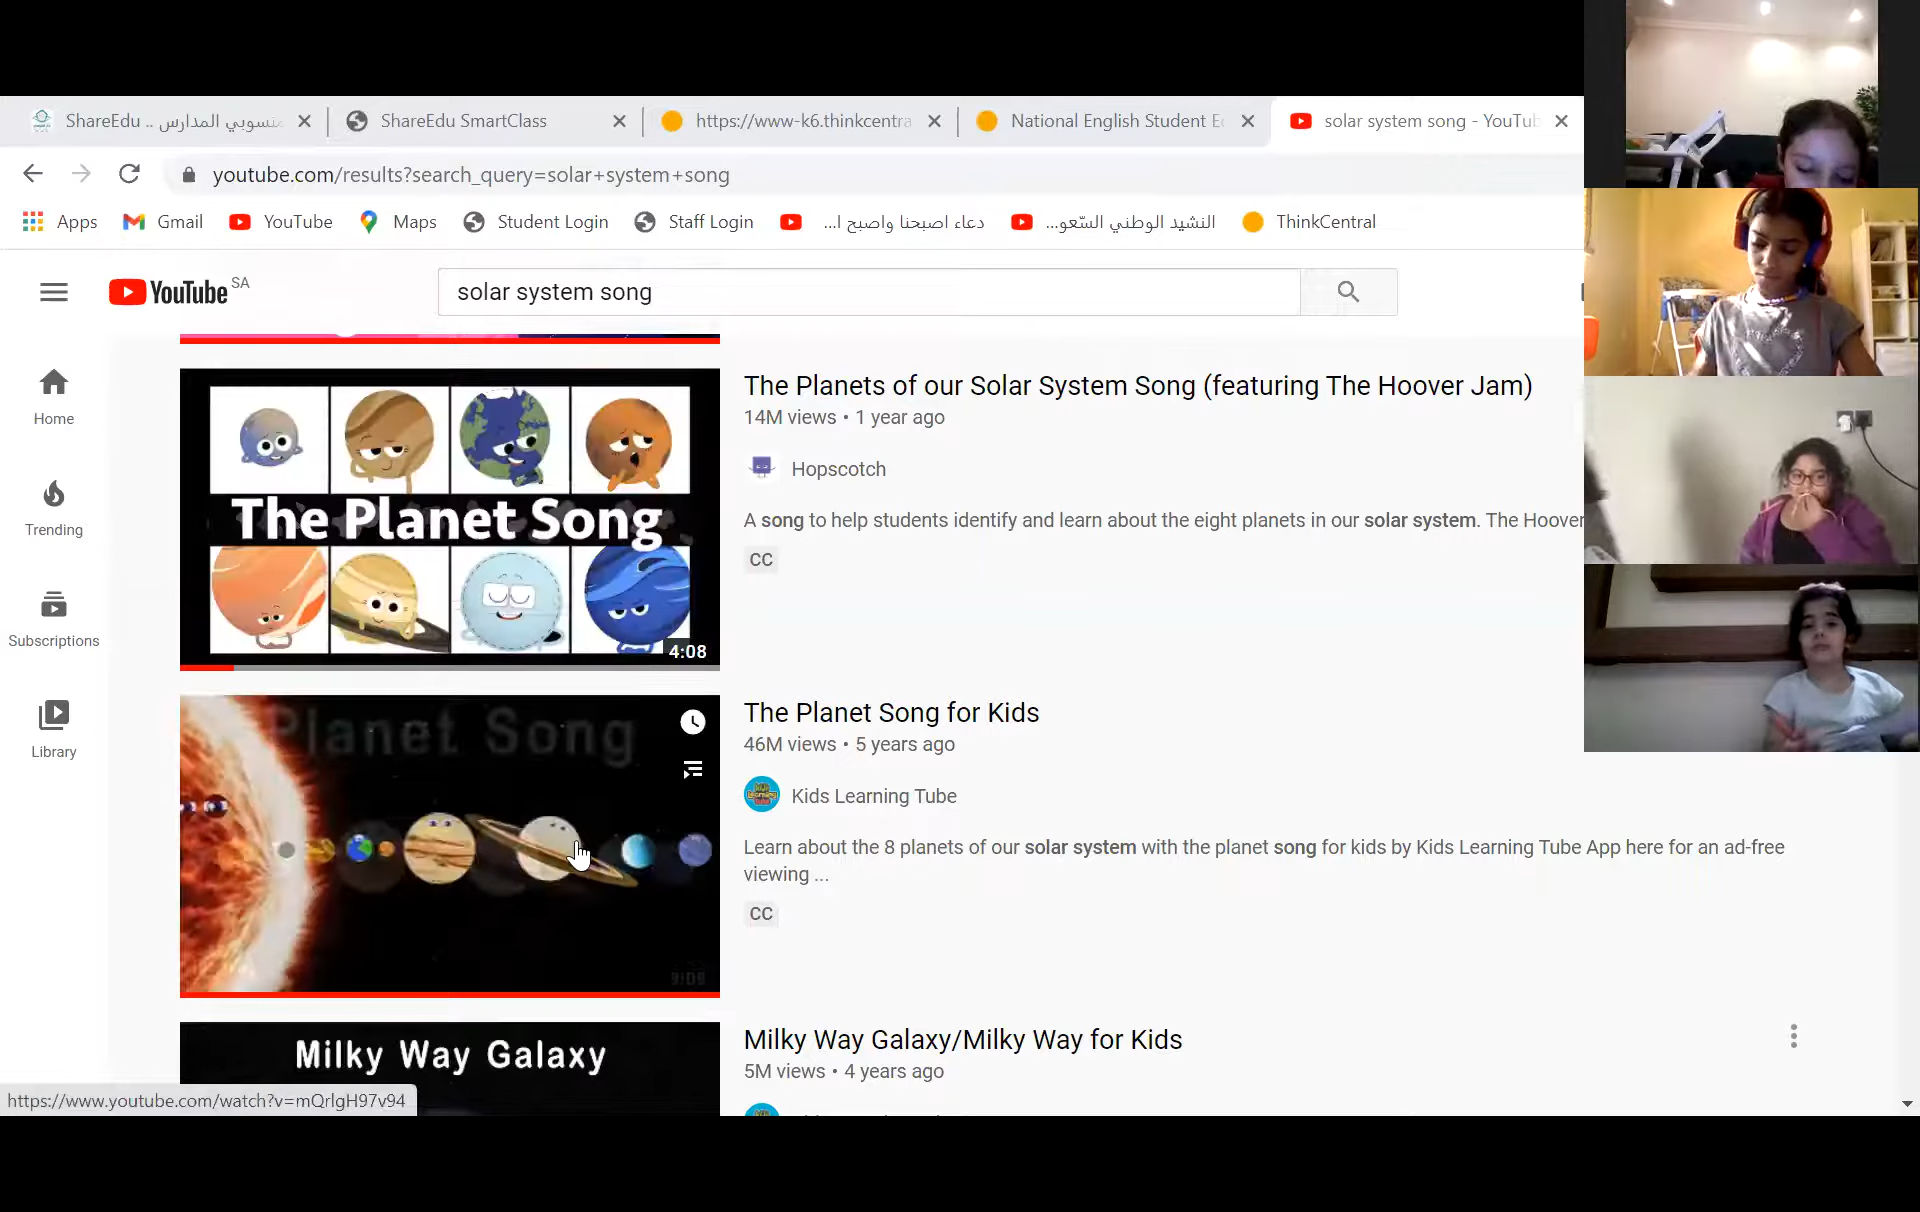 ShareEdu .. منسوبي المدارس
ShareEdu SmartClass
https://www-k6.thinkcentra
National English Student E
solar system song - YouTub
youtube.com/results?search_query=solar+system+song
Apps
Gmail
YouTube
Maps
Student Login
Staff Login
دعاء اصبحنا واصبح ا...
النشيد الوطني السّعو...
ThinkCentral
YouTube SA
solar system song
Home
Trending
Subscriptions
Library
The Planet Song
4:08
The Planets of our Solar System Song (featuring The Hoover Jam)
14M views • 1 year ago
Hopscotch
A song to help students identify and learn about the eight planets in our solar system. The Hoover
CC
Planet Song
The Planet Song for Kids
46M views • 5 years ago
Kids Learning Tube
Learn about the 8 planets of our solar system with the planet song for kids by Kids Learning Tube App here for an ad-free
viewing ...
CC
Milky Way Galaxy
Milky Way Galaxy/Milky Way for Kids
5M views • 4 years ago
https://www.youtube.com/watch?v=mQrlgH97v94